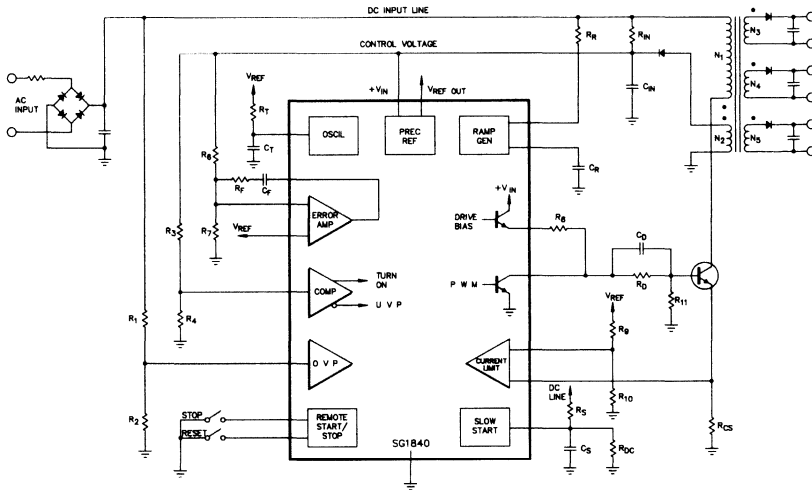 DC INPUT LINE
CONTROL VOLTAGE
AC
INPUT
VREF
RT
CT
+VIN
VREF OUT
OSCIL
PREC
REF
RAMP
GEN
RR
RIN
CIN
CR
N1
N2
N3
N4
N5
R6
RF
CF
R7
VREF
ERROR
AMP
R3
R4
COMP
TURN
ON
U V P
+VIN
DRIVE
BIAS
R8
P W M
CD
RD
R11
R1
R2
O V P
VREF
R9
CURRENT
LIMIT
R10
STOP
RESET
REMOTE
START/
STOP
SG1840
SLOW
START
DC
LINE
RS
CS
RDC
RCS